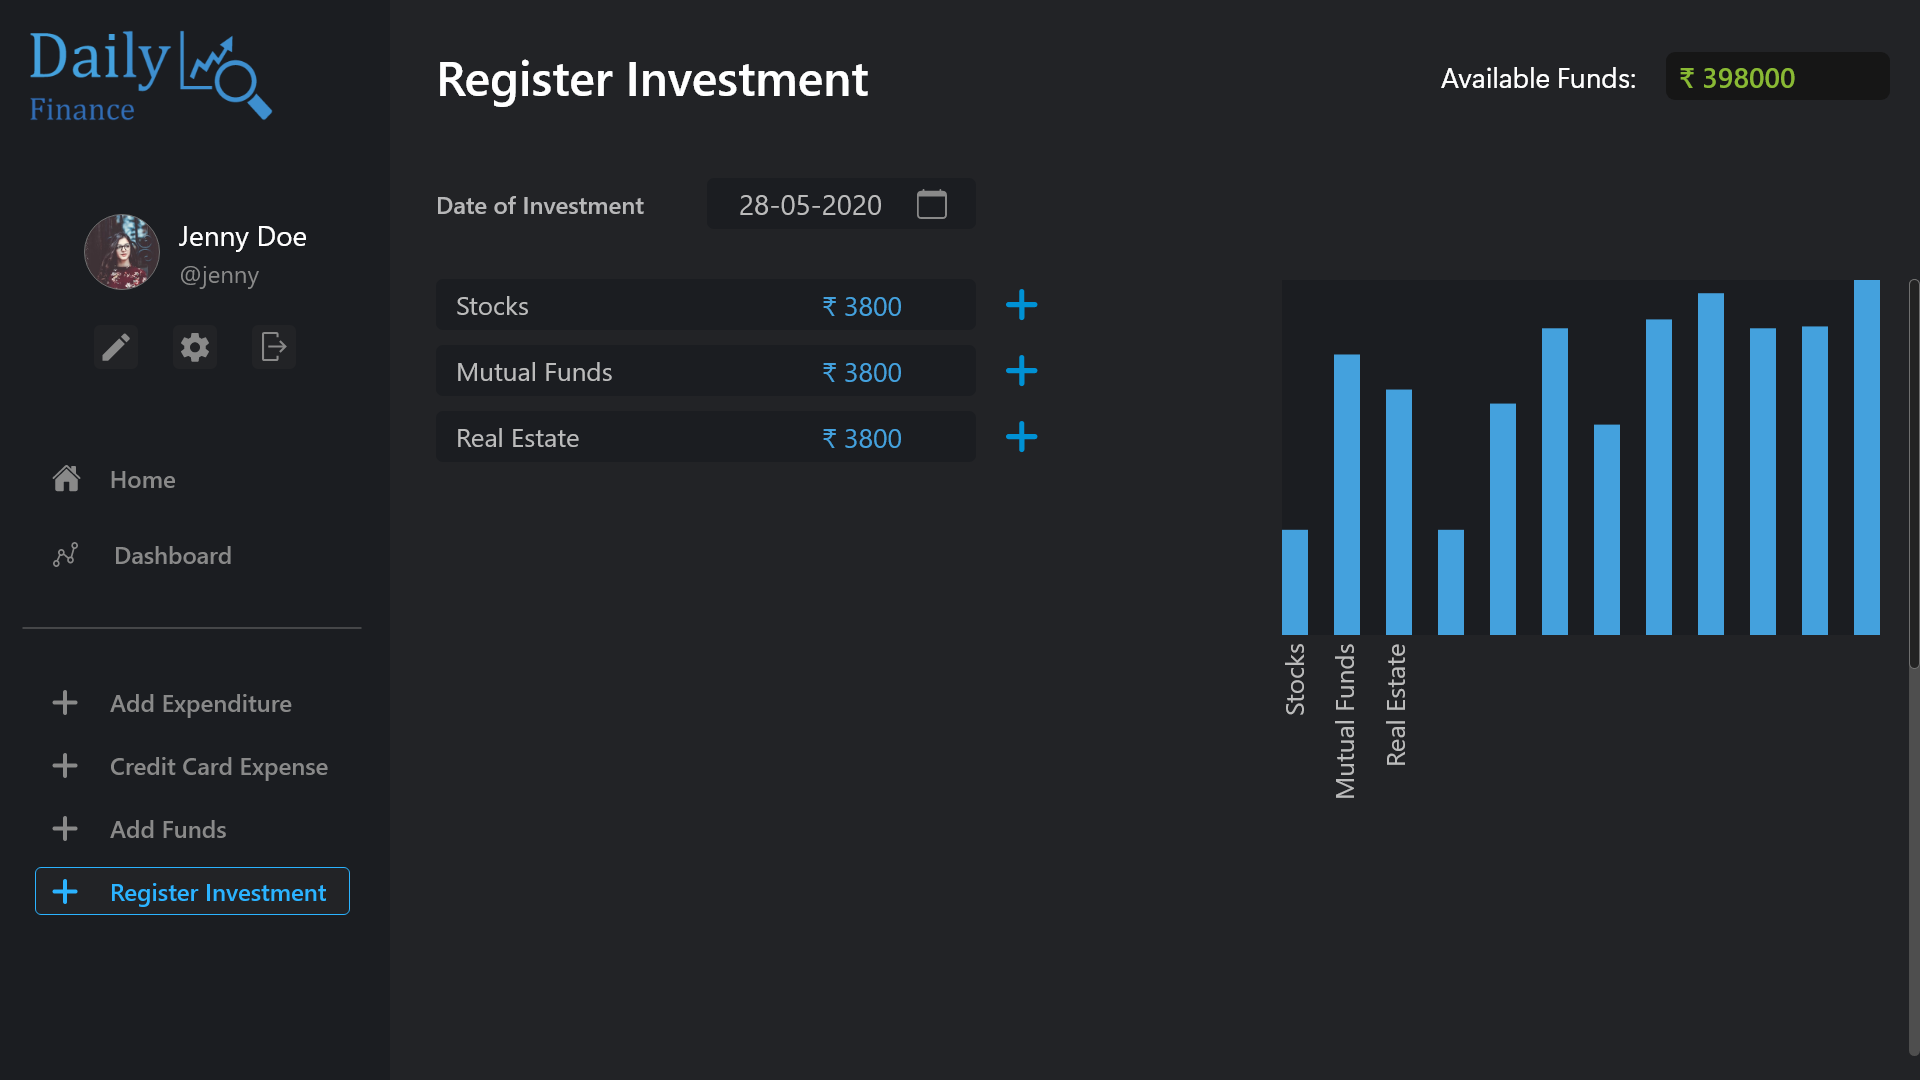 Daily
Finance
Jenny Doe
@jenny
Home
Dashboard
Add Expenditure
Credit Card Expense
Add Funds
Register Investment
Register Investment
Available Funds: ₹ 398000
Date of Investment 28-05-2020
Stocks ₹ 3800
Mutual Funds ₹ 3800
Real Estate ₹ 3800
Stocks
Mutual Funds
Real Estate